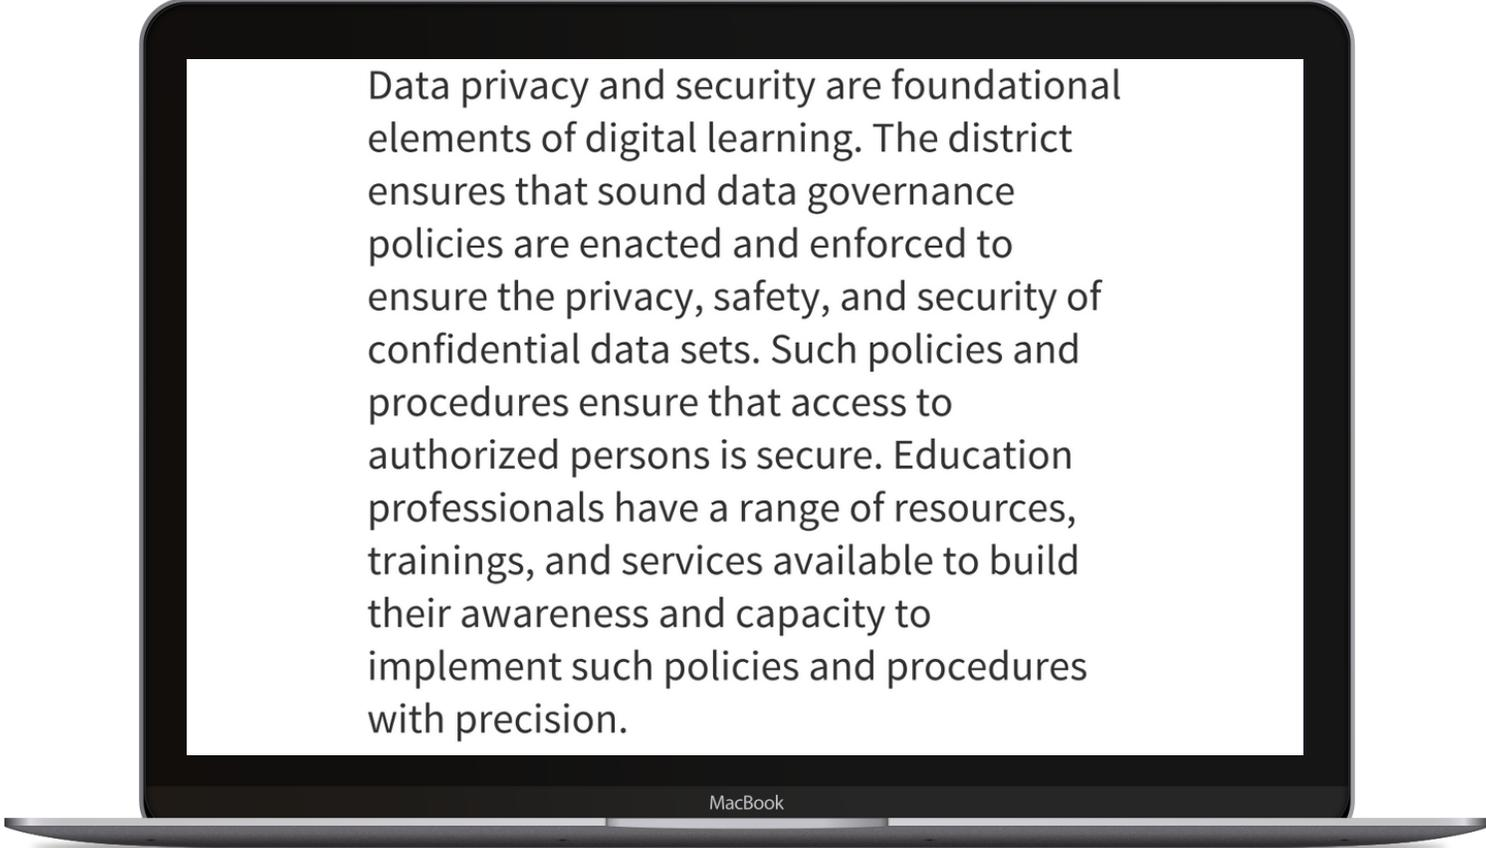 Data privacy and security are foundational
elements of digital learning. The district
ensures that sound data governance
policies are enacted and enforced to
ensure the privacy, safety, and security of
confidential data sets. Such policies and
procedures ensure that access to
authorized persons is secure. Education
professionals have a range of resources,
trainings, and services available to build
their awareness and capacity to
implement such policies and procedures
with precision.
MacBook